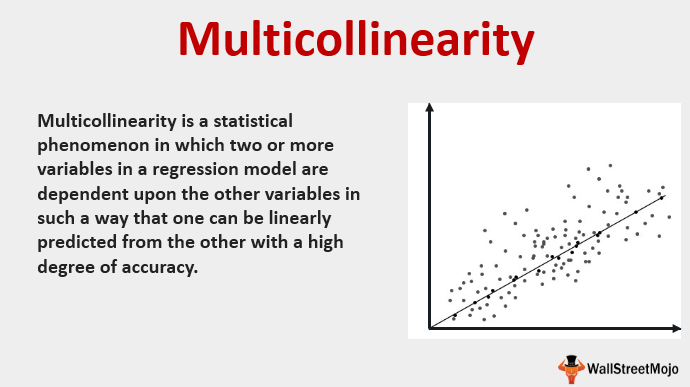 Multicollinearity
Multicollinearity is a statistical
phenomenon in which two or more
variables in a regression model are
dependent upon the other variables in
such a way that one can be linearly
predicted from the other with a high
degree of accuracy.
WallStreetMojo